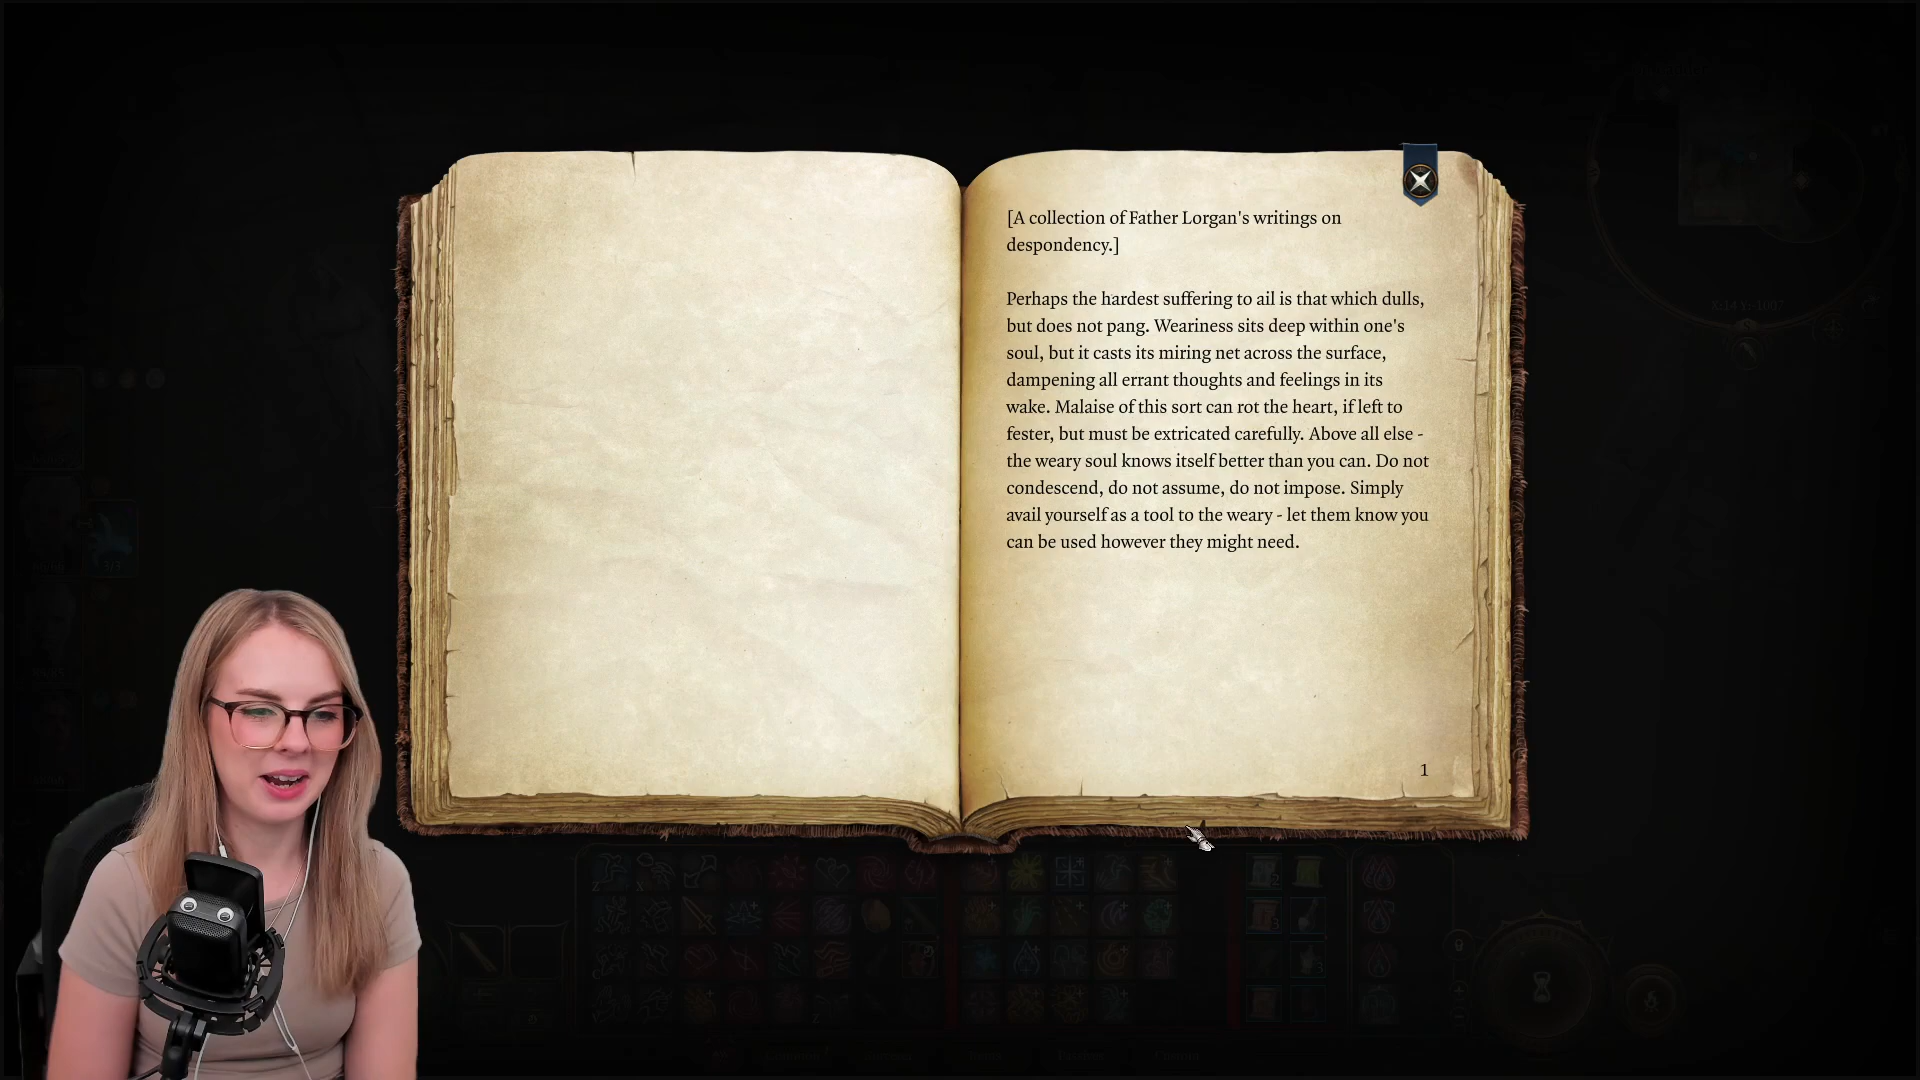 [A collection of Father Lorgan's writings on
despondency.]
Perhaps the hardest suffering to ail is that which dulls,
but does not pang. Weariness sits deep within one's
soul, but it casts its miring net across the surface,
dampening all errant thoughts and feelings in its
wake. Malaise of this sort can rot the heart, if left to
fester, but must be extricated carefully. Above all else -
the weary soul knows itself better than you can. Do not
condescend, do not assume, do not impose. Simply
avail yourself as a tool to the weary - let them know you
can be used however they might need.
1